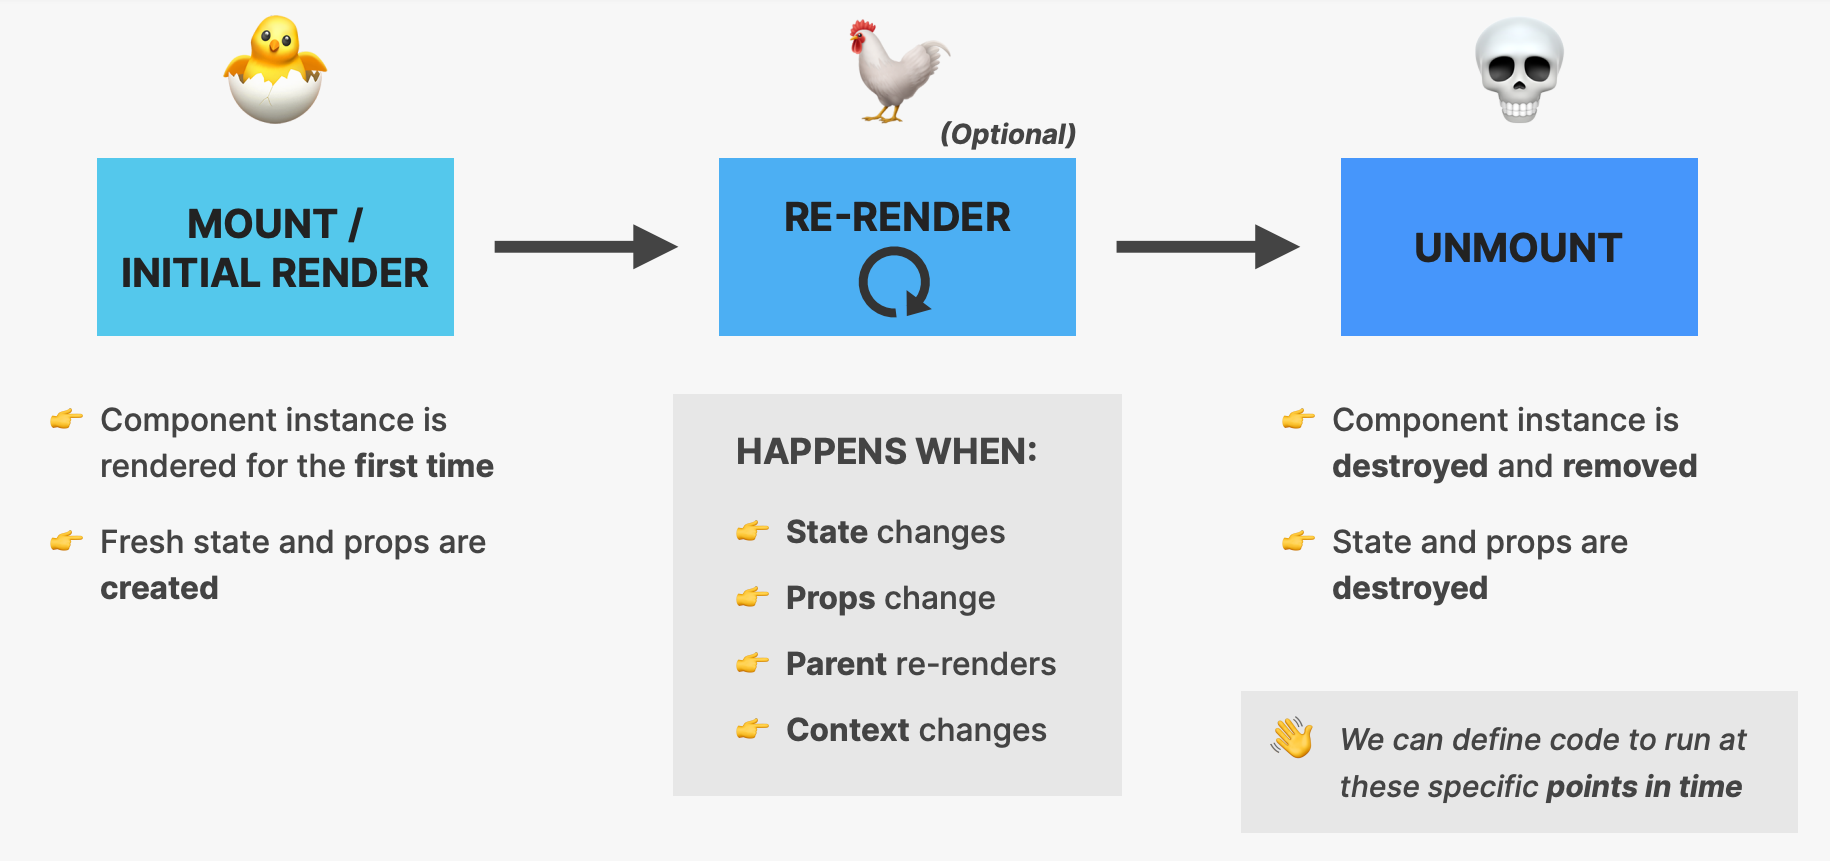 (Optional)
MOUNT /
INITIAL RENDER
RE-RENDER
UNMOUNT
Component instance is
rendered for the first time
Fresh state and props are
created
HAPPENS WHEN:
State changes
Props change
Parent re-renders
Context changes
Component instance is
destroyed and removed
State and props are
destroyed
We can define code to run at
these specific points in time